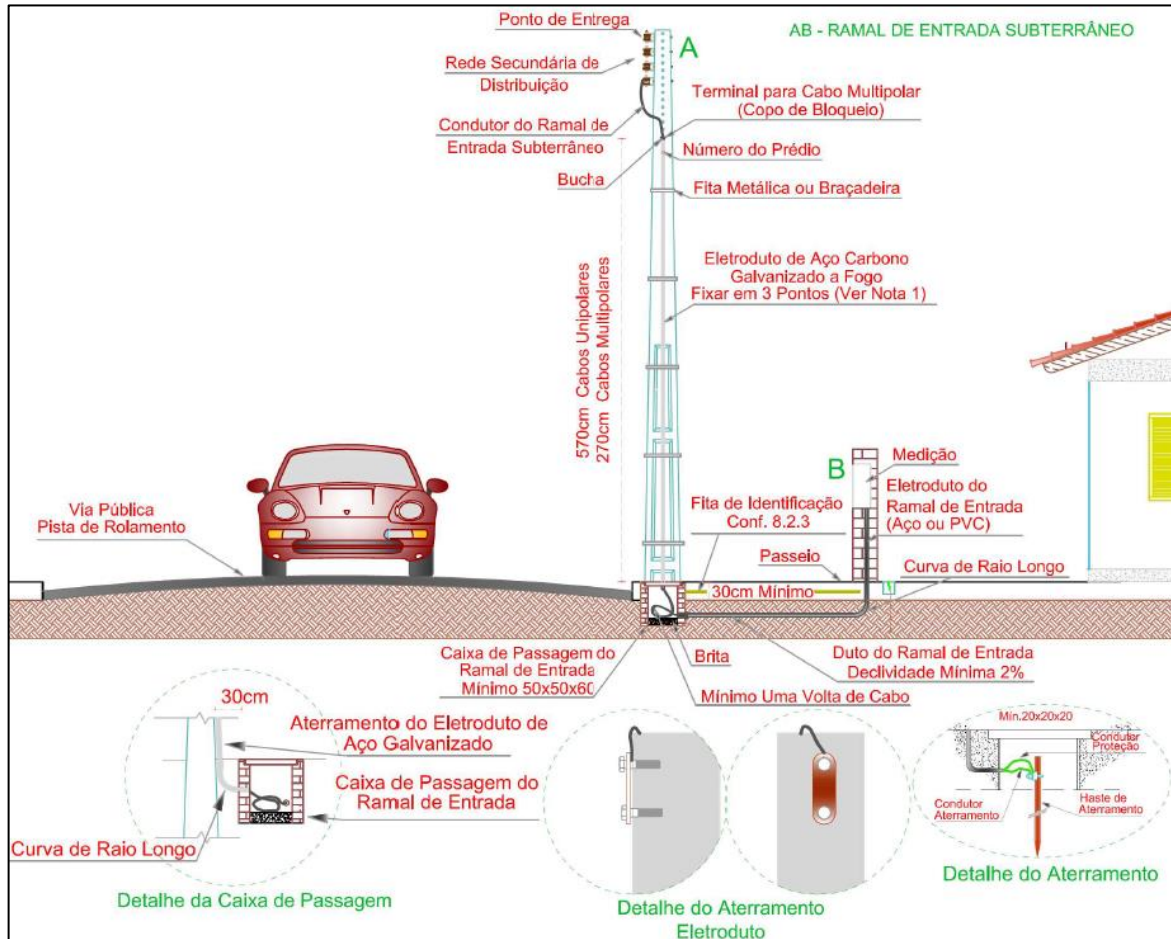 Ponto de Entrega
A
AB - RAMAL DE ENTRADA SUBTERRÂNEO
Rede Secundária de
Distribuição
Terminal para Cabo Multipolar
(Copo de Bloqueio)
Condutor do Ramal de
Entrada Subterrâneo
Número do Prédio
Bucha
Fita Metálica ou Braçadeira
Eletroduto de Aço Carbono
Galvanizado a Fogo
Fixar em 3 Pontos (Ver Nota 1)
570cm Cabos Unipolares
270cm Cabos Multipolares
B
Medição
Eletroduto do
Ramal de Entrada
(Aço ou PVC)
Fita de Identificação
Conf. 8.2.3
Via Pública
Pista de Rolamento
Passeio
Curva de Raio Longo
30cm Mínimo
Caixa de Passagem do
Ramal de Entrada
Mínimo 50x50x60
Brita
Duto do Ramal de Entrada
Declividade Mínima 2%
Mínimo Uma Volta de Cabo
30cm
Aterramento do Eletroduto de
Aço Galvanizado
Caixa de Passagem do
Ramal de Entrada
Curva de Raio Longo
Detalhe da Caixa de Passagem
Detalhe do Aterramento
Eletroduto
Mín.20x20x20
Condutor
Proteção
Condutor
Aterramento
Haste de
Aterramento
Detalhe do Aterramento